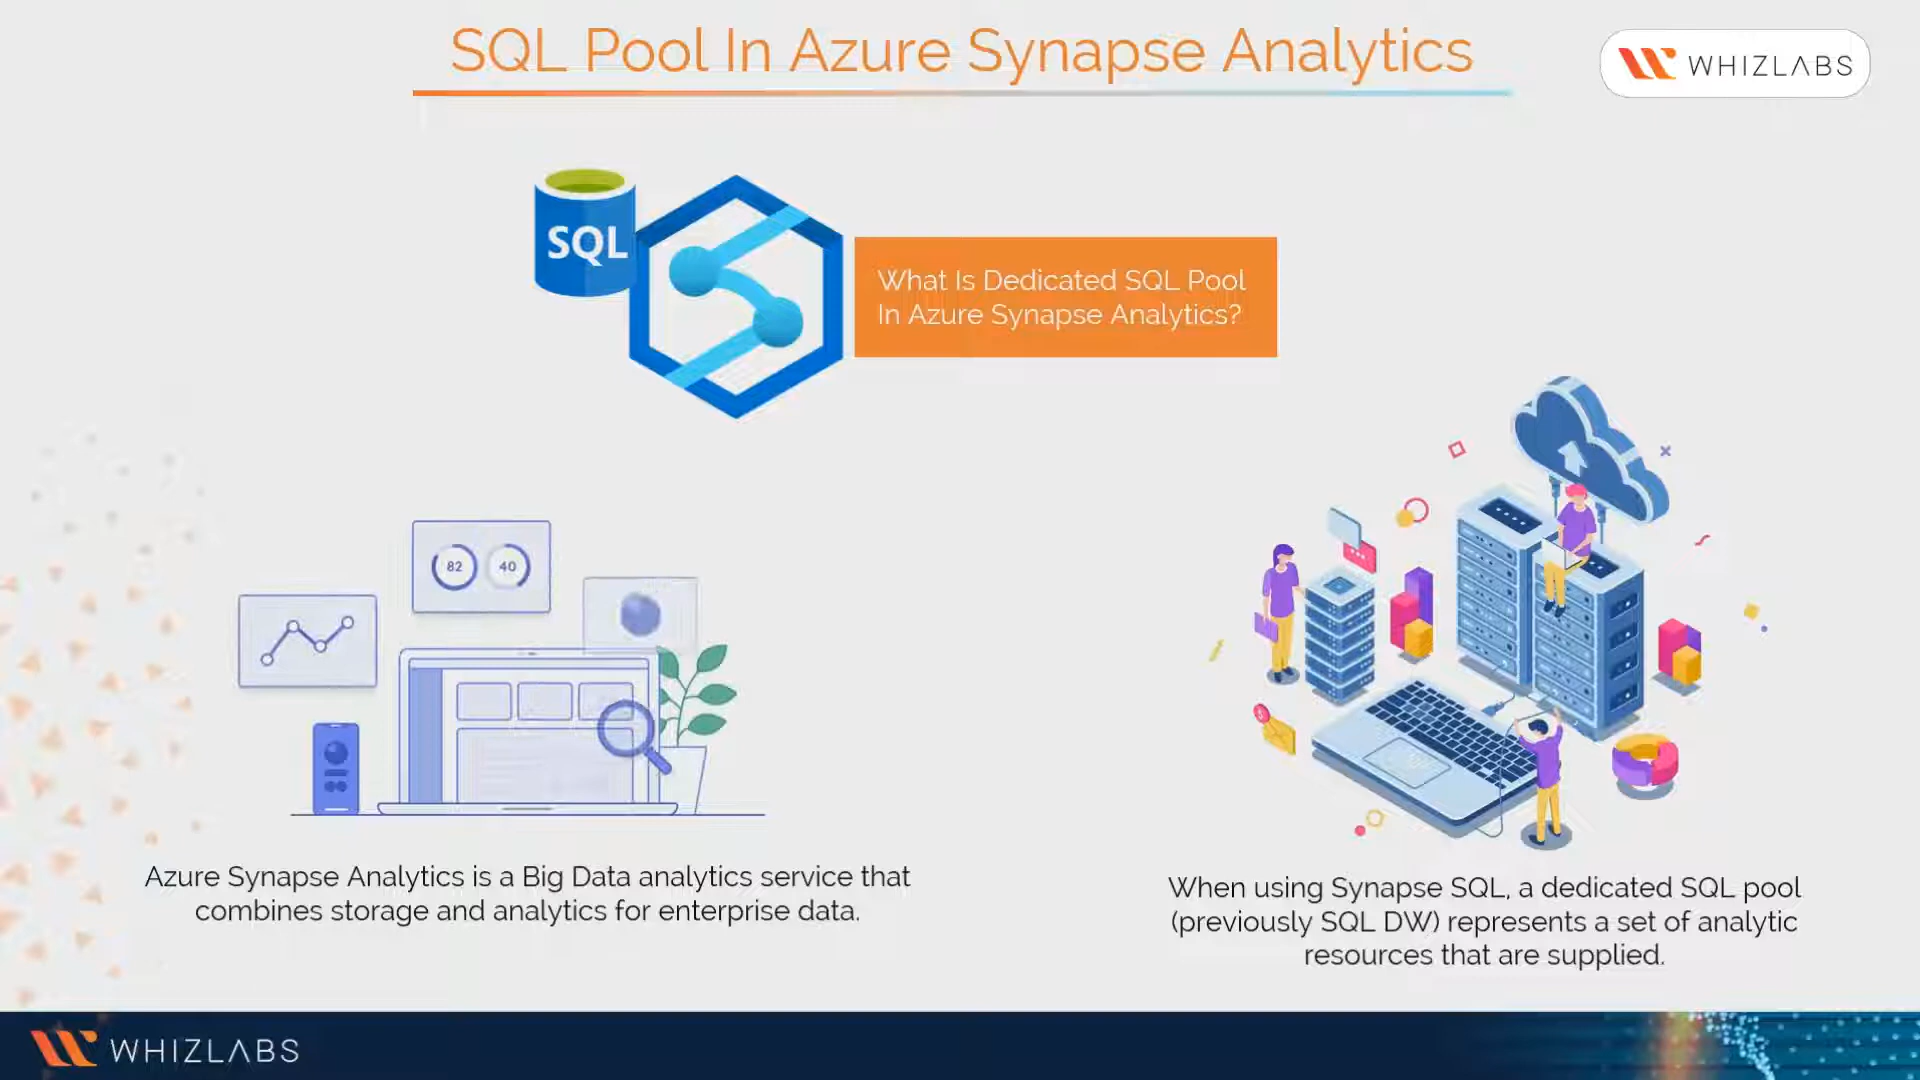 SQL Pool In Azure Synapse Analytics
WHIZLABS
SQL
What Is Dedicated SQL Pool
In Azure Synapse Analytics?
82
40
Azure Synapse Analytics is a Big Data analytics service that
combines storage and analytics for enterprise data.
When using Synapse SQL, a dedicated SQL pool
(previously SQL DW) represents a set of analytic
resources that are supplied.
WHIZLABS